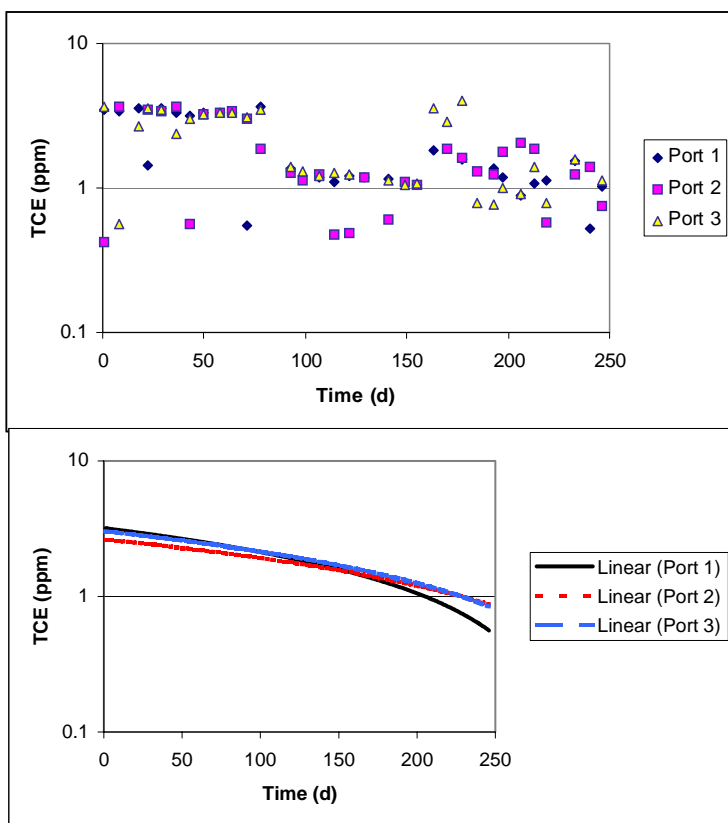 10
1
0.1
TCE (ppm)
0 50 100 150 200 250
Time (d)
Port 1
Port 2
Port 3
10
1
0.1
TCE (ppm)
0 50 100 150 200 250
Time (d)
Linear (Port 1)
Linear (Port 2)
Linear (Port 3)